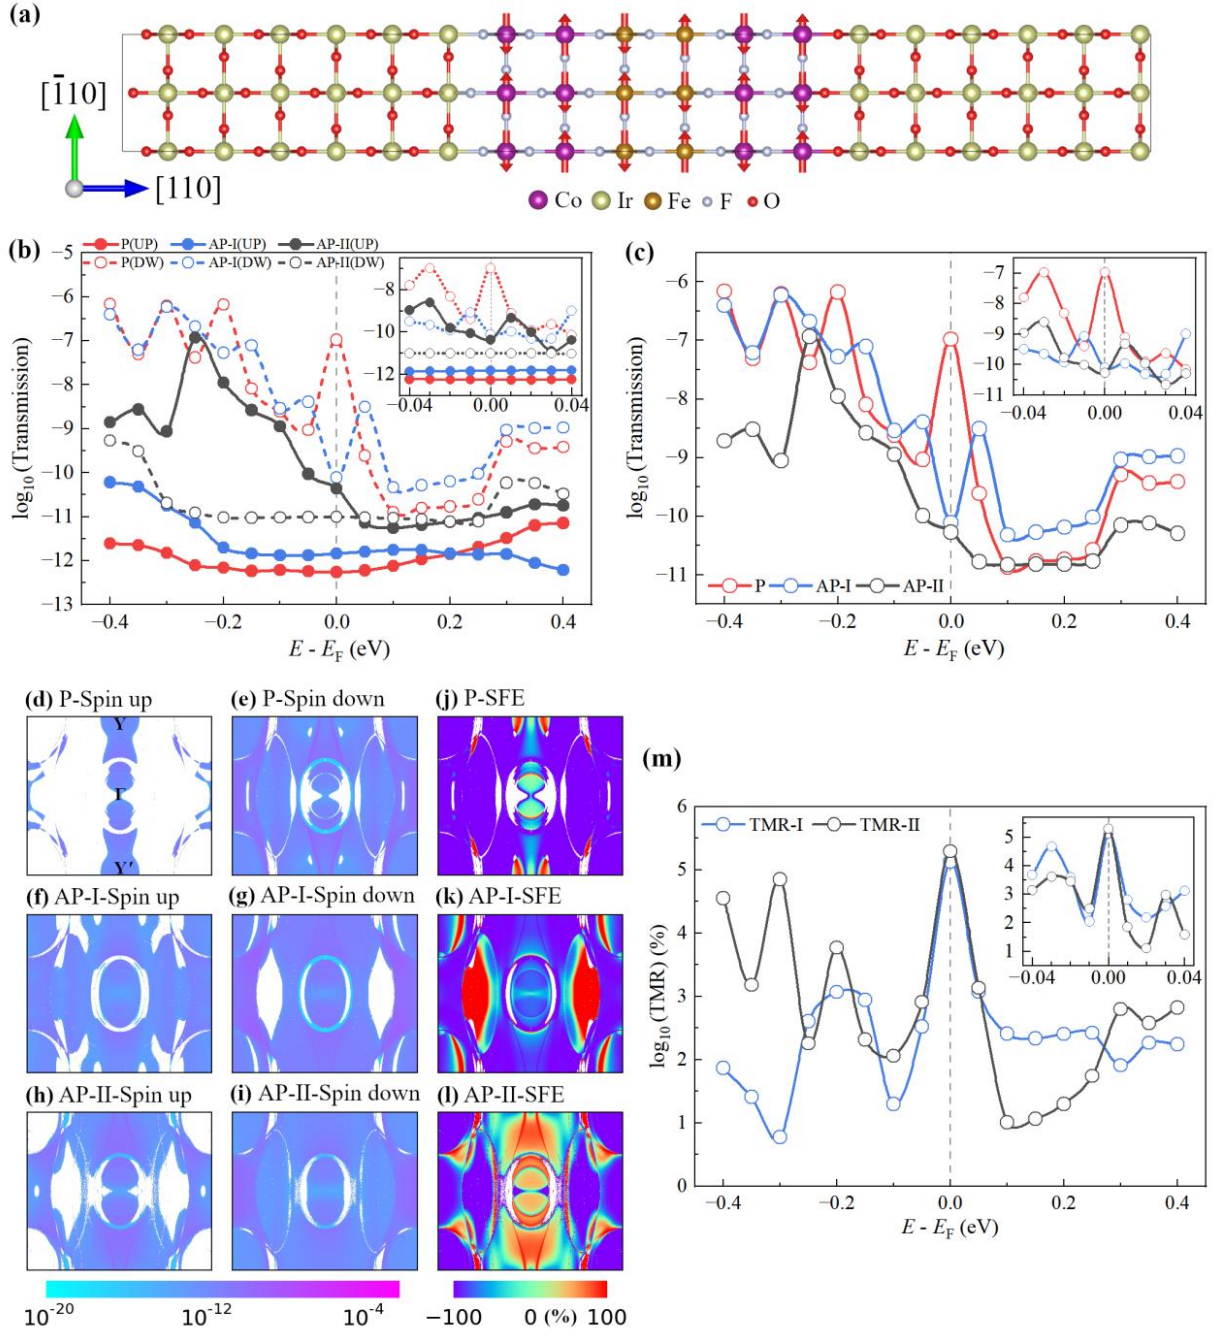 (a)
[1̄10]
[110]
Co Ir Fe F O
(b)
P(UP) AP-I(UP) AP-II(UP)
P(DW) AP-I(DW) AP-II(DW)
−5
−6
−7
−8
−9
−10
−11
−12
−13
log10(Transmission)
−0.4 −0.2 0.0 0.2 0.4
E - EF (eV)
−8
−10
−12
−0.04 0.00 0.04
(c)
−6
−7
−8
−9
−10
−11
log10(Transmission)
P AP-I AP-II
−0.4 −0.2 0.0 0.2 0.4
E - EF (eV)
−7
−8
−9
−10
−11
−0.04 0.00 0.04
(d) P-Spin up
Y
Γ
Y′
(e) P-Spin down
(j) P-SFE
(f) AP-I-Spin up
(g) AP-I-Spin down
(k) AP-I-SFE
(h) AP-II-Spin up
(i) AP-II-Spin down
(l) AP-II-SFE
10−20 10−12 10−4
−100 0 (%) 100
(m)
TMR-I TMR-II
6
5
4
3
2
1
0
log10(TMR) (%)
−0.4 −0.2 0.0 0.2 0.4
E - EF (eV)
5
4
3
2
1
−0.04 0.00 0.04